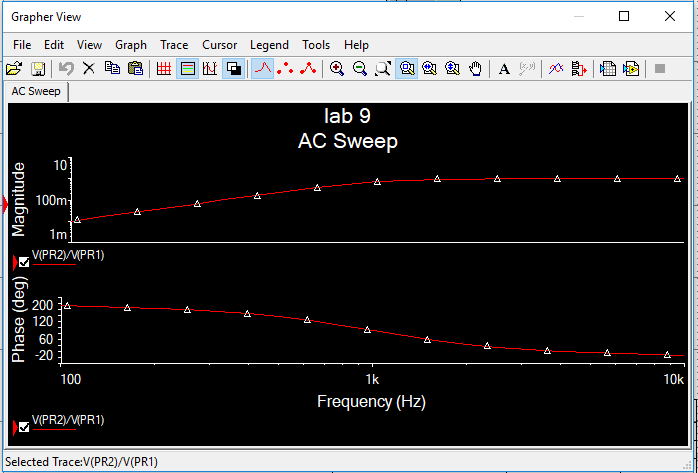 Grapher View
File Edit View Graph Trace Cursor Legend Tools Help
AC Sweep
lab 9
AC Sweep
Magnitude
10
100m
1m
V(PR2)/V(PR1)
Phase (deg)
200
120
60
-20
100 1k 10k
Frequency (Hz)
V(PR2)/V(PR1)
Selected Trace:V(PR2)/V(PR1)